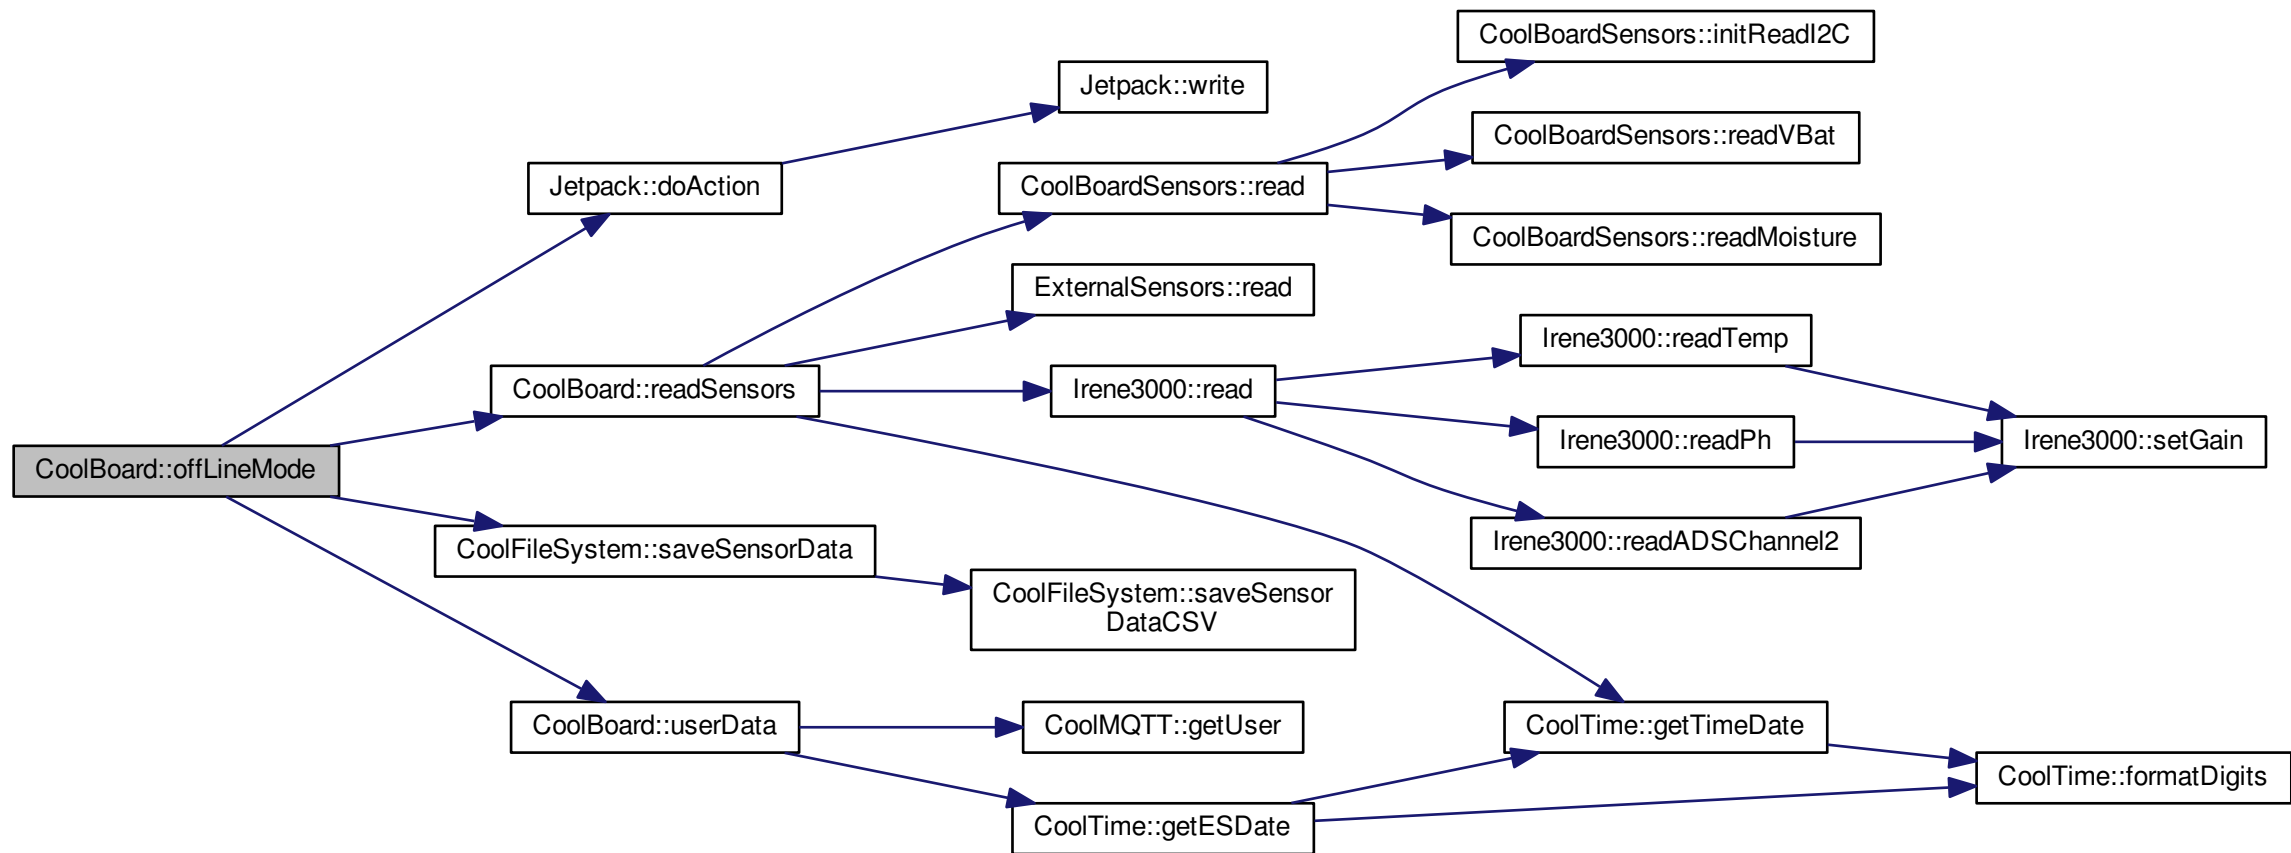 CoolBoardSensors::initReadI2C
Jetpack::write
CoolBoardSensors::readVBat
Jetpack::doAction
CoolBoardSensors::read
CoolBoardSensors::readMoisture
ExternalSensors::read
Irene3000::readTemp
CoolBoard::readSensors
Irene3000::read
Irene3000::readPh
Irene3000::setGain
CoolBoard::offLineMode
CoolFileSystem::saveSensorData
Irene3000::readADSChannel2
CoolFileSystem::saveSensor
DataCSV
CoolBoard::userData
CoolMQTT::getUser
CoolTime::getTimeDate
CoolTime::formatDigits
CoolTime::getESDate